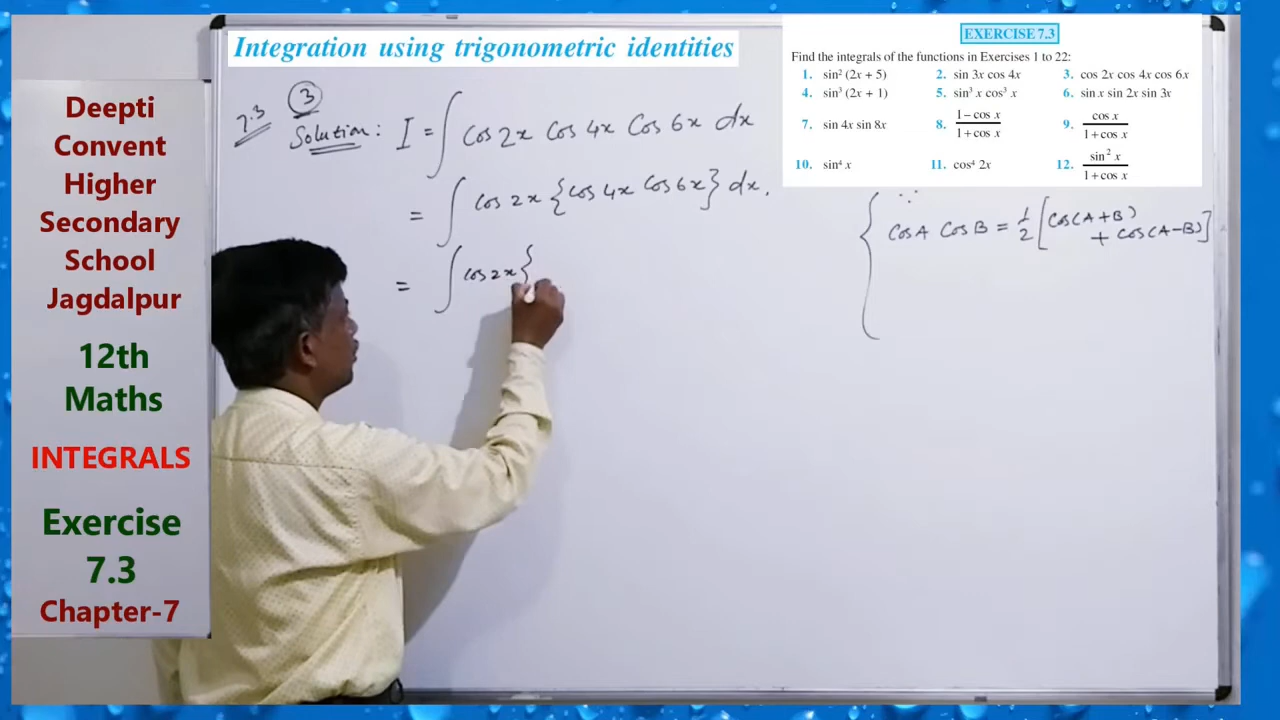 Deepti
Convent
Higher
Secondary
School
Jagdalpur
12th
Maths
INTEGRALS
Exercise
7.3
Chapter-7
Integration using trigonometric identities
EXERCISE 7.3
Find the integrals of the functions in Exercises 1 to 22:
1. sin² (2x + 5) 2. sin 3x cos 4x 3. cos 2x cos 4x cos 6x
4. sin³ (2x + 1) 5. sin³ x cos³ x 6. sin x sin 2x sin 3x
7. sin 4x sin 8x 8. (1 – cos x)/(1 + cos x) 9. cos x/(1 + cos x)
10. sin⁴ x 11. cos⁴ 2x 12. sin² x/(1 + cos x)
7.3 ③
Solution: I = ∫ Cos 2x Cos 4x Cos 6x dx
= ∫ cos 2x {cos 4x cos 6x} dx.
= ∫ cos 2x {
∵
cosA cosB = 1/2 [cos(A+B)
+ cos(A-B)]